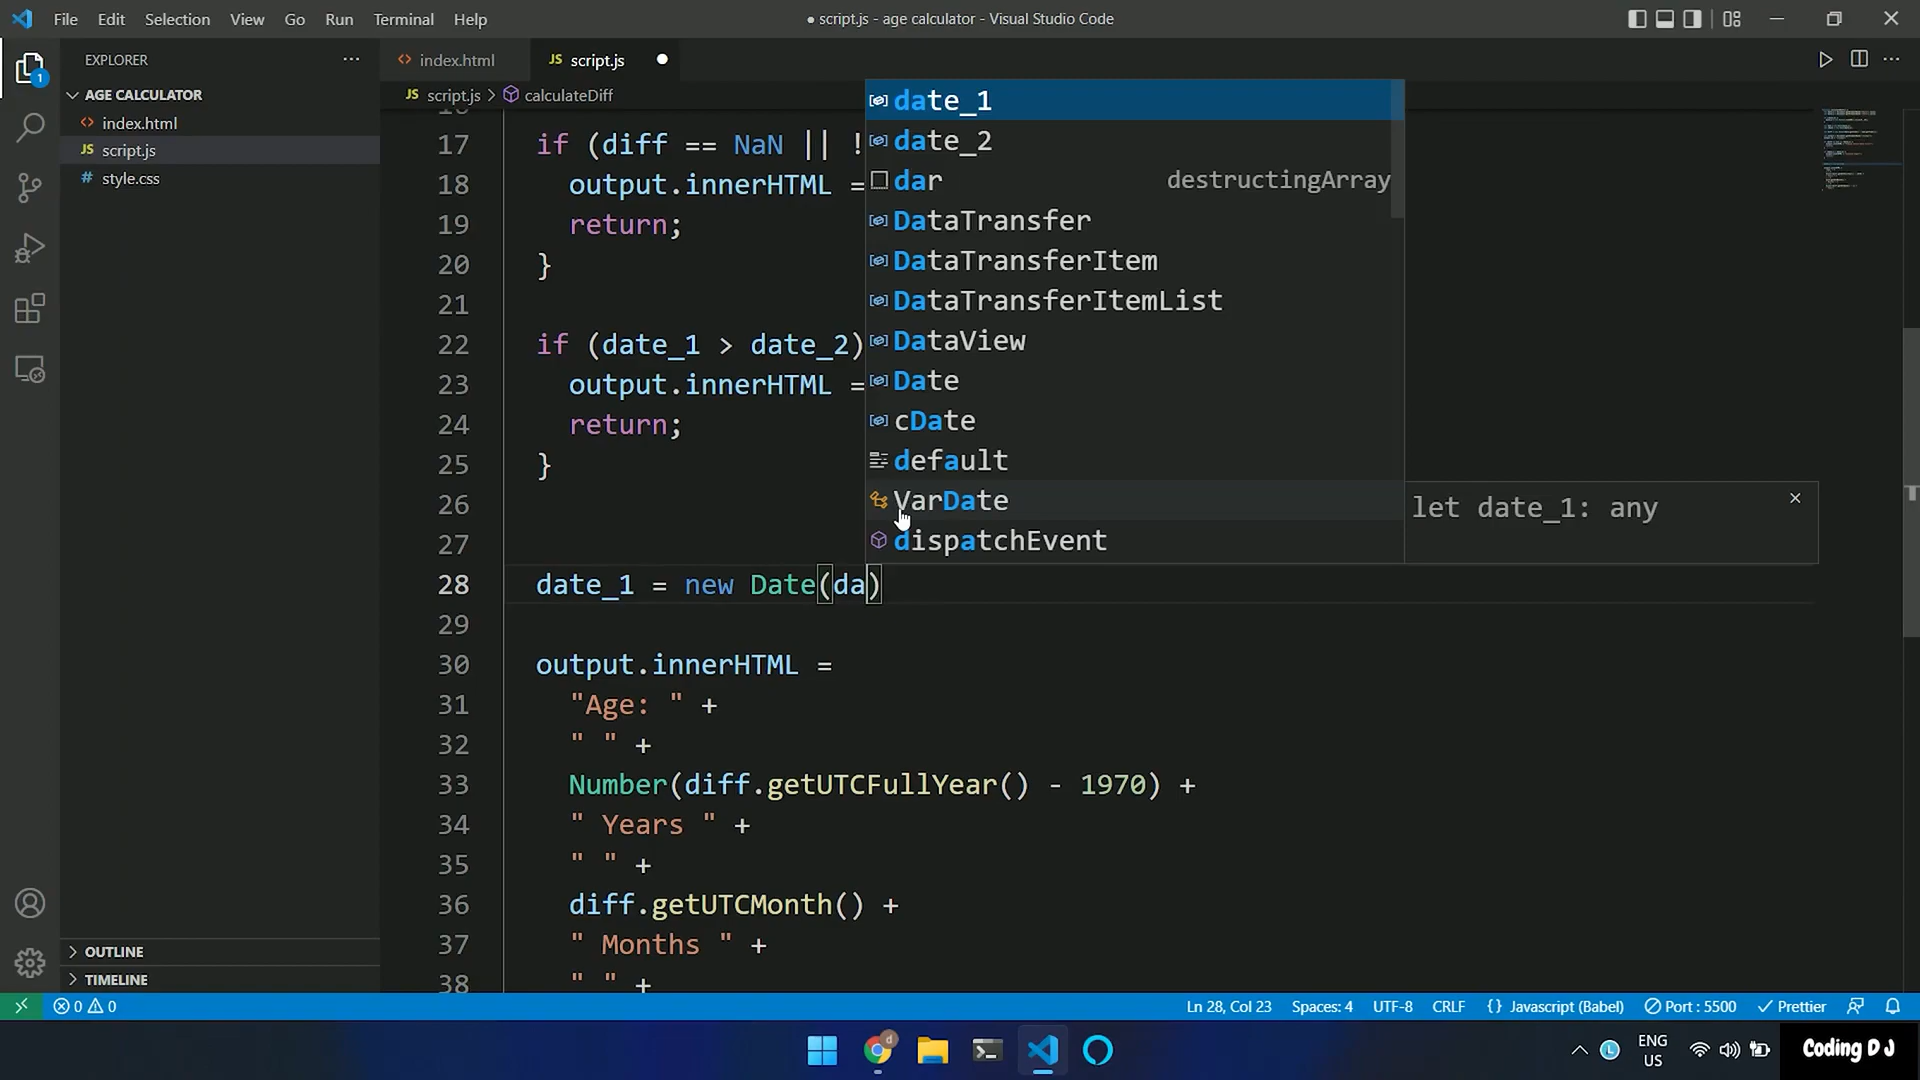 File Edit Selection View Go Run Terminal Help
● script.js - age calculator - Visual Studio Code
EXPLORER
1
AGE CALCULATOR
<> index.html
JS script.js
# style.css
OUTLINE
TIMELINE
<> index.html
JS script.js
JS script.js > calculateDiff
17 if (diff == NaN || !
18 output.innerHTML =
19 return;
20 }
21
22 if (date_1 > date_2)
23 output.innerHTML =
24 return;
25 }
26
27
28 date_1 = new Date(da)
29
30 output.innerHTML =
31 "Age: " +
32 " " +
33 Number(diff.getUTCFullYear() - 1970) +
34 " Years " +
35 " " +
36 diff.getUTCMonth() +
37 " Months " +
38 " " +
date_1
date_2
dar destructingArray
DataTransfer
DataTransferItem
DataTransferItemList
DataView
Date
cDate
default
VarDate
dispatchEvent
let date_1: any
0 0
Ln 28, Col 23 Spaces: 4 UTF-8 CRLF {} Javascript (Babel) Port : 5500 Prettier
d
L
ENG
US
Coding D J